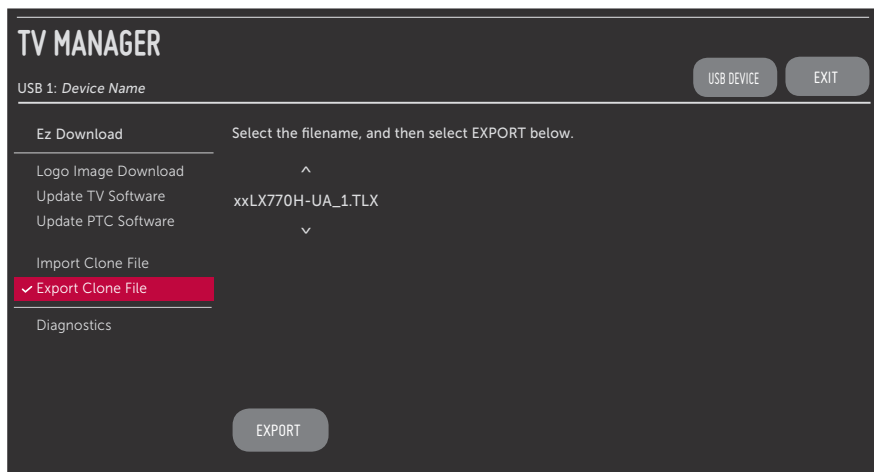 TV MANAGER
USB 1: Device Name
USB DEVICE
EXIT
Ez Download
Logo Image Download
Update TV Software
Update PTC Software
Import Clone File
Export Clone File
Diagnostics
Select the filename, and then select EXPORT below.
xxLX770H-UA_1.TLX
EXPORT